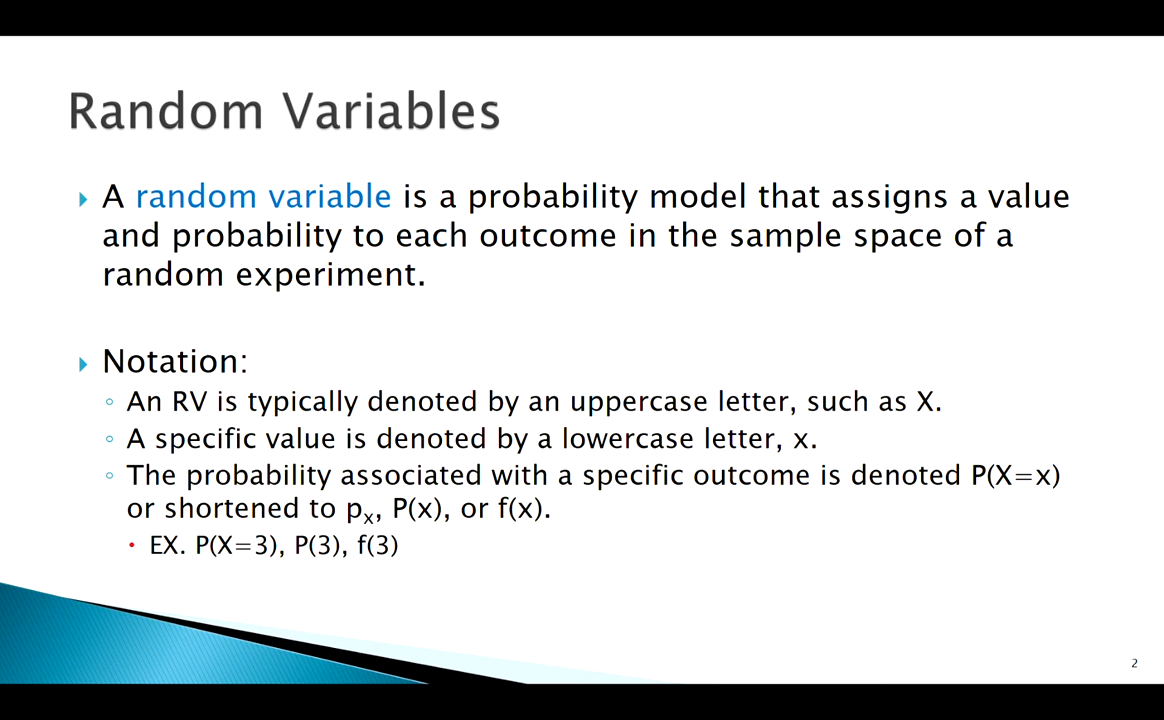 Random Variables
A random variable is a probability model that assigns a value
and probability to each outcome in the sample space of a
random experiment.
Notation:
An RV is typically denoted by an uppercase letter, such as X.
A specific value is denoted by a lowercase letter, x.
The probability associated with a specific outcome is denoted P(X=x)
or shortened to pₓ, P(x), or f(x).
EX. P(X=3), P(3), f(3)
2